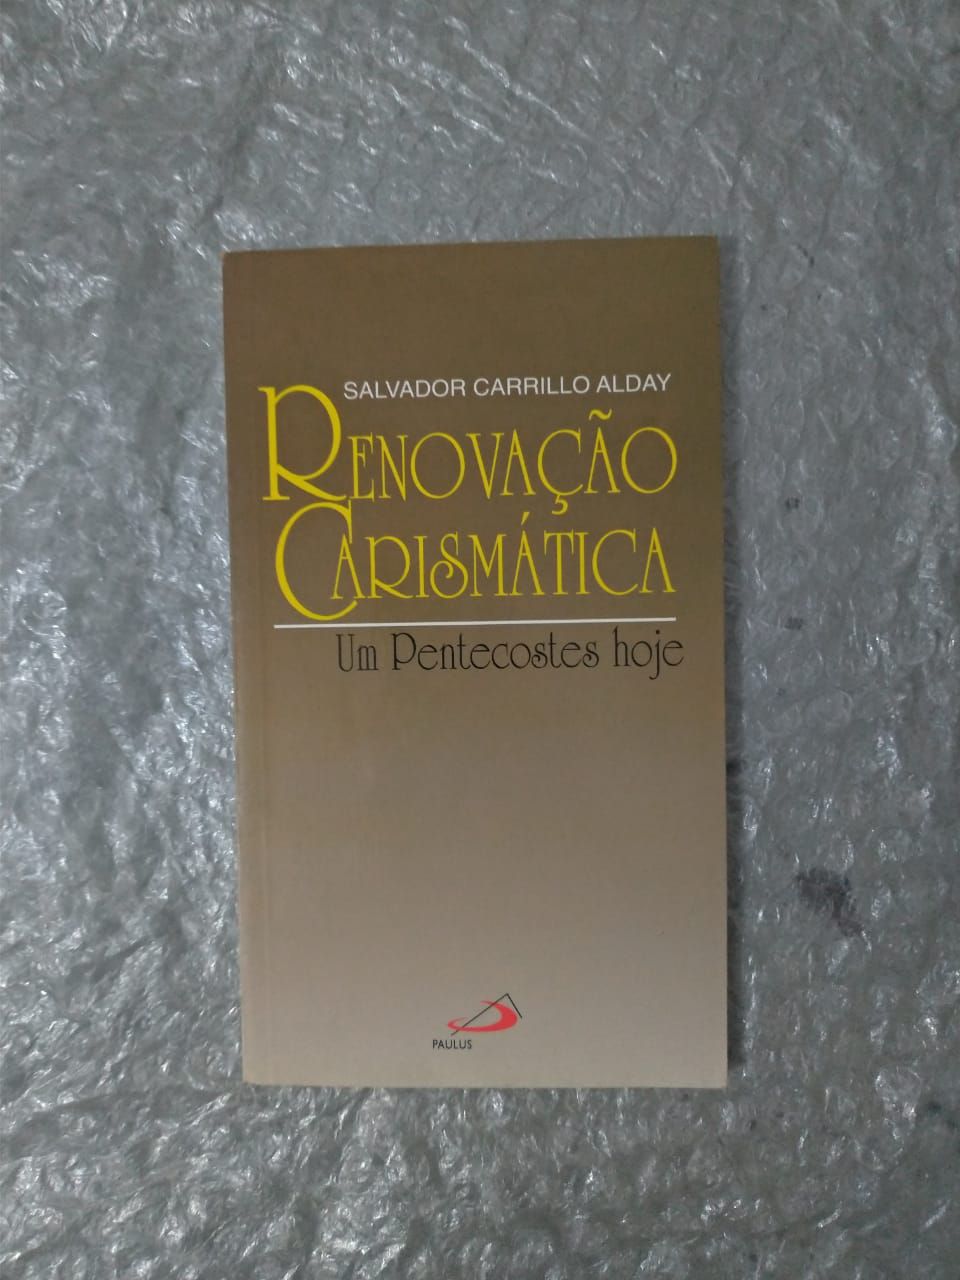 SALVADOR CARRILLO ALDAY
RENOVAÇÃO
CARISMÁTICA
Um Pentecostes hoje
PAULUS